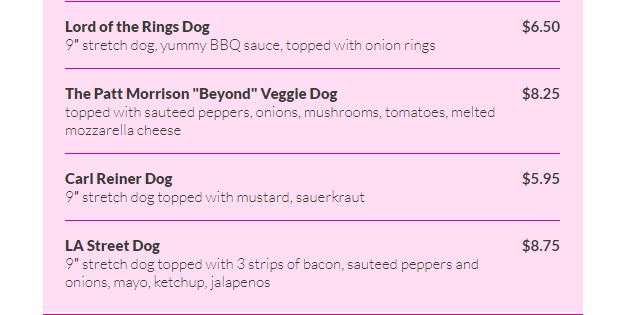 Lord of the Rings Dog $6.50
9" stretch dog, yummy BBQ sauce, topped with onion rings
The Patt Morrison "Beyond" Veggie Dog $8.25
topped with sauteed peppers, onions, mushrooms, tomatoes, melted
mozzarella cheese
Carl Reiner Dog $5.95
9" stretch dog topped with mustard, sauerkraut
LA Street Dog $8.75
9" stretch dog topped with 3 strips of bacon, sauteed peppers and
onions, mayo, ketchup, jalapenos